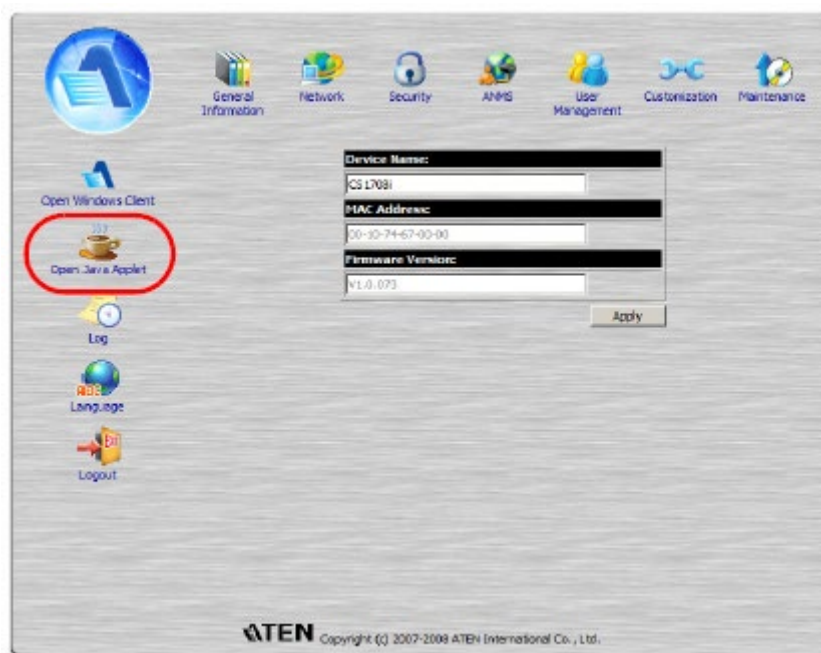 General Information
Network
Security
ANMS
User Management
Customization
Maintenance
Open Windows Client
Open Java Applet
Log
Language
Logout
Device Name:
CS1708i
MAC Address:
00-10-74-67-00-00
Firmware Version:
V1.0.073
Apply
ATEN Copyright (c) 2007-2008 ATEN International Co., Ltd.